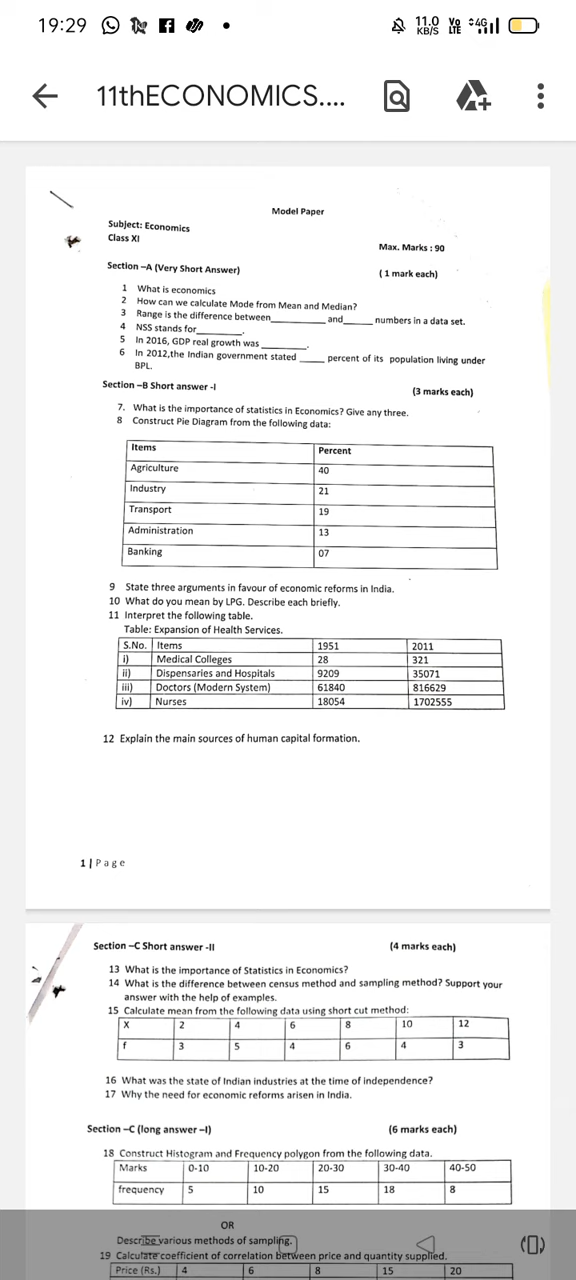 19:29
11.0 KB/S Vo LTE 4G
11thECONOMICS....
Model Paper
Subject: Economics
Class XI
Max. Marks : 90
Section –A (Very Short Answer)
( 1 mark each)
1 What is economics
2 How can we calculate Mode from Mean and Median?
3 Range is the difference between__________ and_____ numbers in a data set.
4 NSS stands for________.
5 In 2016, GDP real growth was ________.
6 In 2012,the Indian government stated ____ percent of its population living under
BPL.
Section –B Short answer -I
(3 marks each)
7. What is the importance of statistics in Economics? Give any three.
8 Construct Pie Diagram from the following data:
Items Percent
Agriculture 40
Industry 21
Transport 19
Administration 13
Banking 07
9 State three arguments in favour of economic reforms in India.
10 What do you mean by LPG. Describe each briefly.
11 Interpret the following table.
Table: Expansion of Health Services.
S.No. Items 1951 2011
i) Medical Colleges 28 321
ii) Dispensaries and Hospitals 9209 35071
iii) Doctors (Modern System) 61840 816629
iv) Nurses 18054 1702555
12 Explain the main sources of human capital formation.
1 | Page
Section –C Short answer -II
(4 marks each)
13 What is the importance of Statistics in Economics?
14 What is the difference between census method and sampling method? Support your
answer with the help of examples.
15 Calculate mean from the following data using short cut method:
X 2 4 6 8 10 12
f 3 5 4 6 4 3
16 What was the state of Indian industries at the time of independence?
17 Why the need for economic reforms arisen in India.
Section –C (long answer –I)
(6 marks each)
18 Construct Histogram and Frequency polygon from the following data.
Marks 0-10 10-20 20-30 30-40 40-50
frequency 5 10 15 18 8
OR
Describe various methods of sampling.
19 Calculate coefficient of correlation between price and quantity supplied.
Price (Rs.) 4 6 8 15 20